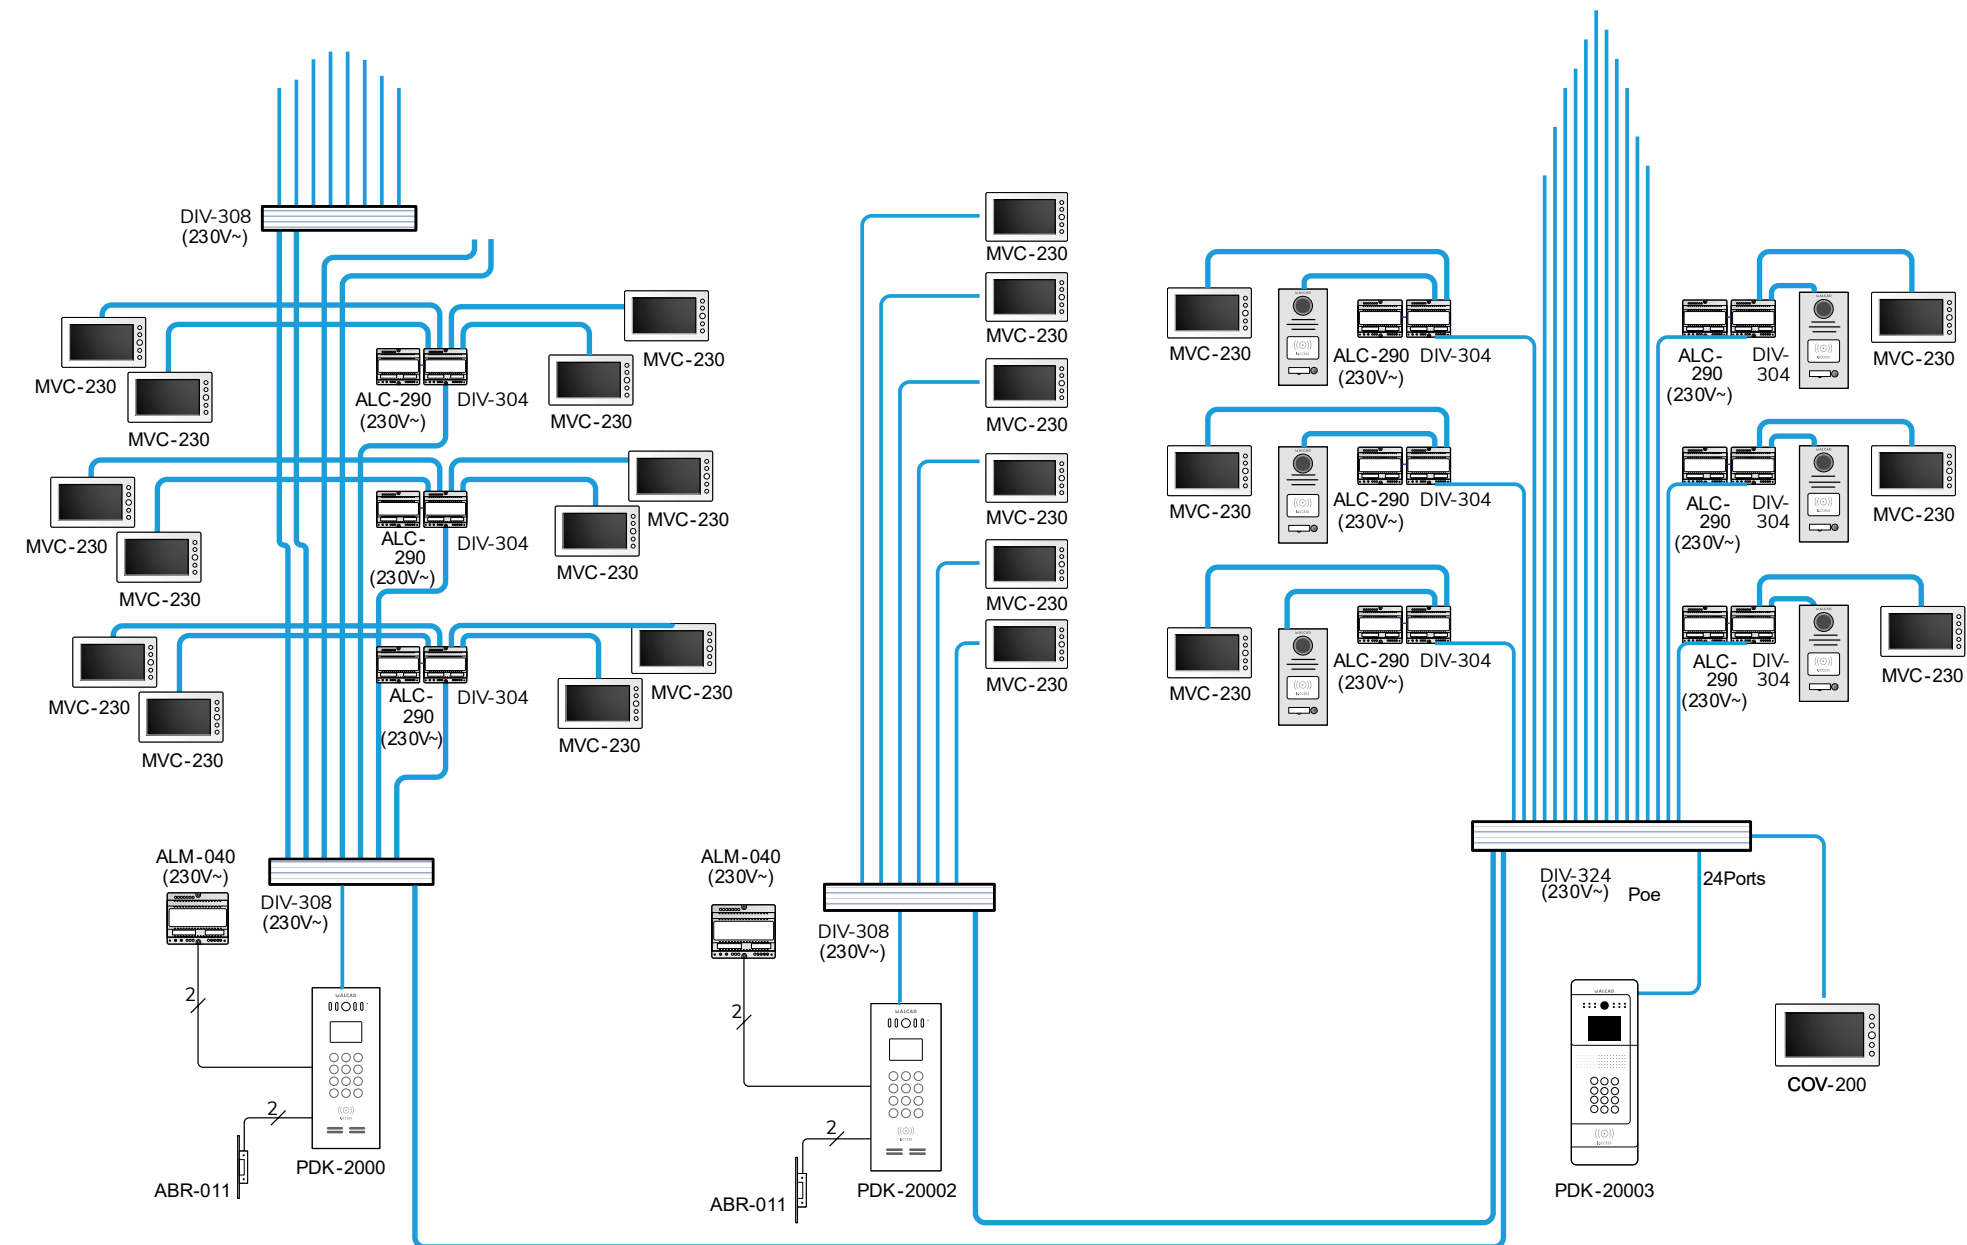 DIV-308
(230V~)
MVC-230
MVC-230
ALC-290
(230V~)
DIV-304
MVC-230
MVC-230
MVC-230
MVC-230
ALC-
290
(230V~)
DIV-304
MVC-230
MVC-230
MVC-230
MVC-230
ALC-
290
(230V~)
DIV-304
MVC-230
MVC-230
ALM-040
(230V~)
DIV-308
(230V~)
2
2
ALCAD
PDK-2000
ABR-011
MVC-230
MVC-230
MVC-230
MVC-230
MVC-230
MVC-230
ALM-040
(230V~)
DIV-308
(230V~)
2
2
ALCAD
PDK-20002
ABR-011
MVC-230
ALC-290
(230V~)
DIV-304
MVC-230
ALC-290
(230V~)
DIV-304
MVC-230
ALC-290
(230V~)
DIV-304
ALC-
290
(230V~)
DIV-
304
MVC-230
ALC-
290
(230V~)
DIV-
304
MVC-230
ALC-
290
(230V~)
DIV-
304
MVC-230
DIV-324
(230V~)
Poe
24Ports
ALCAD
PDK-20003
COV-200